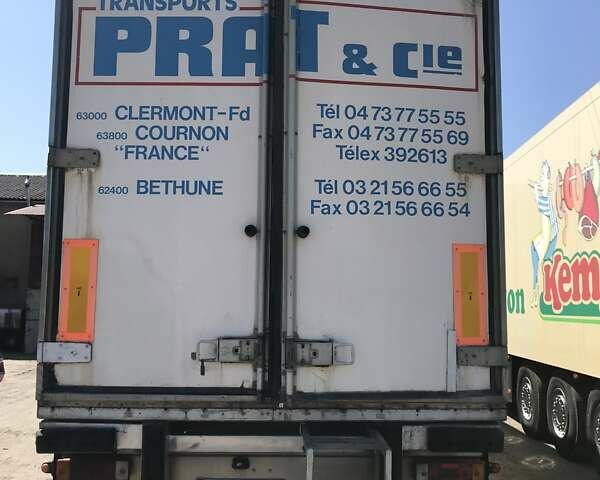 TRANSPORTS
PRAT & Cie
63000 CLERMONT-Fd
63800 COURNON
"FRANCE"
62400 BETHUNE
Tél 04 73 77 55 55
Fax 04 73 77 55 69
Télex 392613
Tél 03 21 56 66 55
Fax 03 21 56 66 54
on
Kem